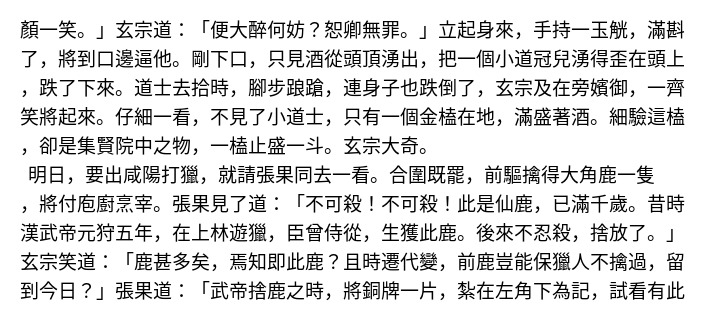 顏一笑。」玄宗道：「便大醉何妨？恕卿無罪。」立起身來，手持一玉觥，滿斟
了，將到口邊逼他。剛下口，只見酒從頭頂湧出，把一個小道冠兒湧得歪在頭上
，跌了下來。道士去拾時，腳步踉蹌，連身子也跌倒了，玄宗及在旁嬪御，一齊
笑將起來。仔細一看，不見了小道士，只有一個金榼在地，滿盛著酒。細驗這榼
，卻是集賢院中之物，一榼止盛一斗。玄宗大奇。
明日，要出咸陽打獵，就請張果同去一看。合圍既罷，前驅擒得大角鹿一隻
，將付庖廚烹宰。張果見了道：「不可殺！不可殺！此是仙鹿，已滿千歲。昔時
漢武帝元狩五年，在上林遊獵，臣曾侍從，生獲此鹿。後來不忍殺，捨放了。」
玄宗笑道：「鹿甚多矣，焉知即此鹿？且時遷代變，前鹿豈能保獵人不擒過，留
到今日？」張果道：「武帝捨鹿之時，將銅牌一片，紮在左角下為記，試看有此